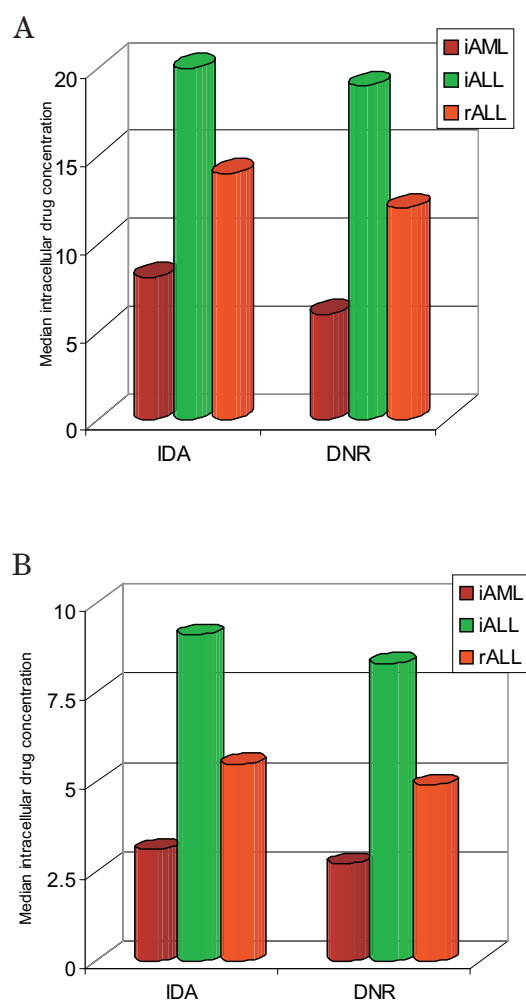 A
iAML
iALL
rALL
Median intracellular drug concentration
20
15
10
5
0
IDA DNR
B
iAML
iALL
rALL
Median intracellular drug concentration
10
7.5
5
2.5
0
IDA DNR